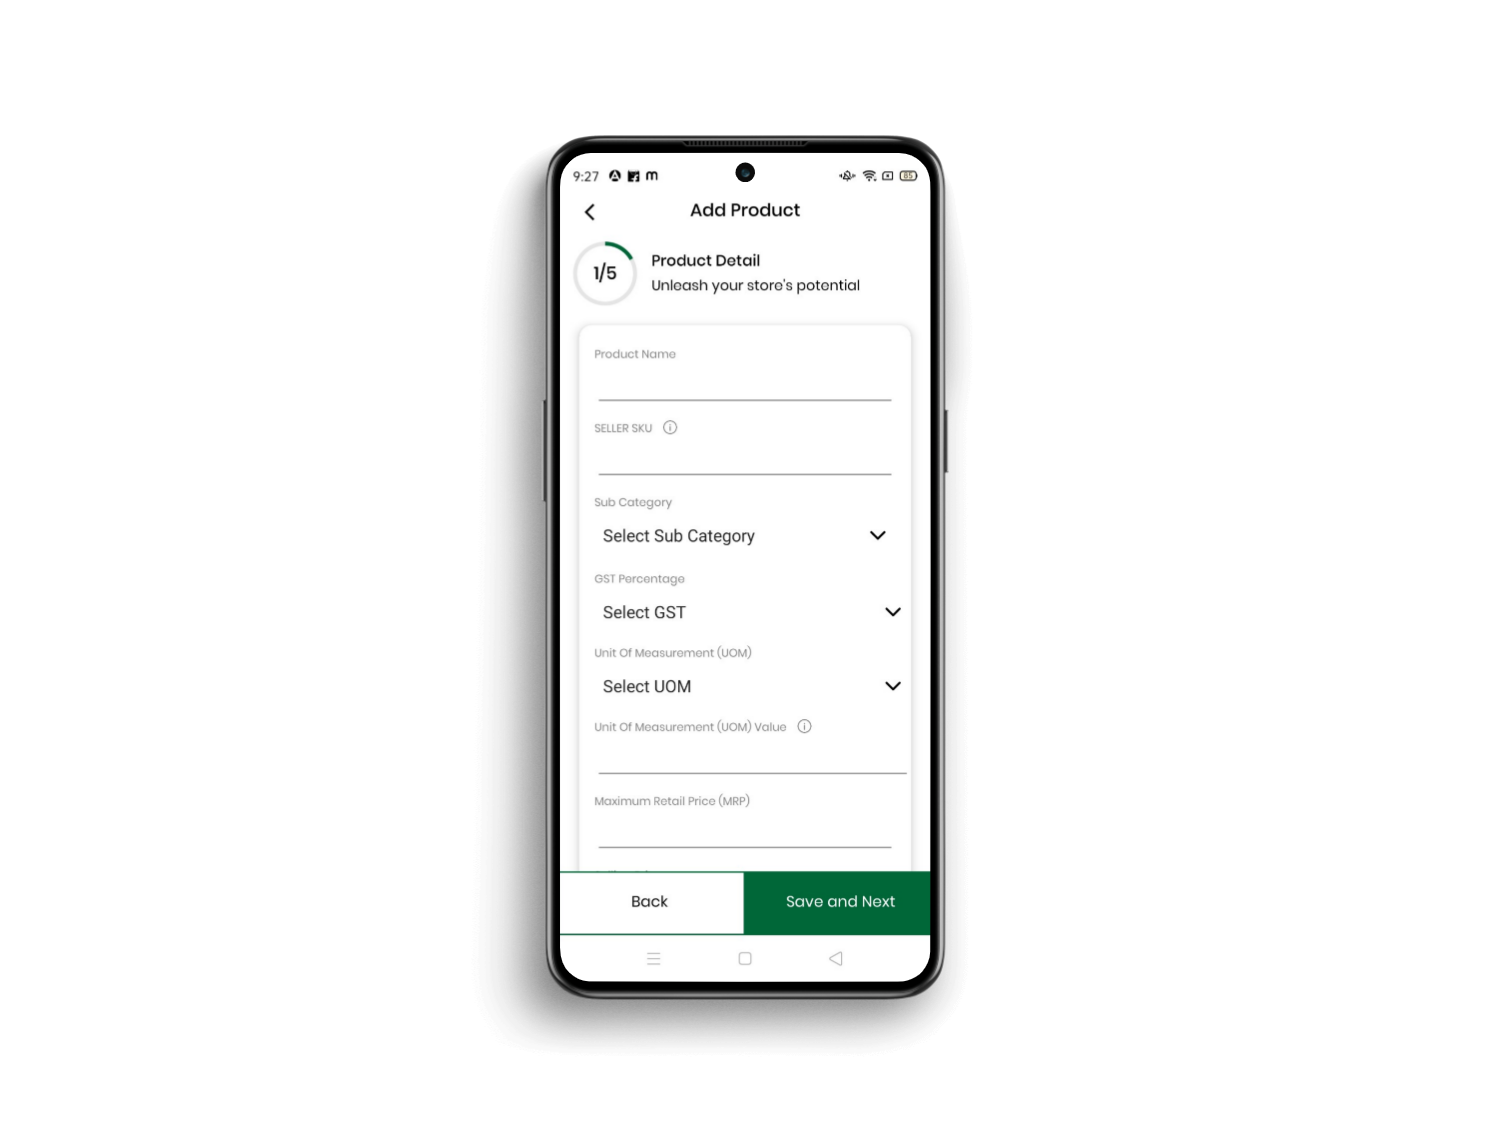 9:27 m 85
Add Product
1/5
Product Detail
Unleash your store's potential
Product Name
SELLER SKU
Sub Category
Select Sub Category
GST Percentage
Select GST
Unit Of Measurement (UOM)
Select UOM
Unit Of Measurement (UOM) Value
Maximum Retail Price (MRP)
Back
Save and Next